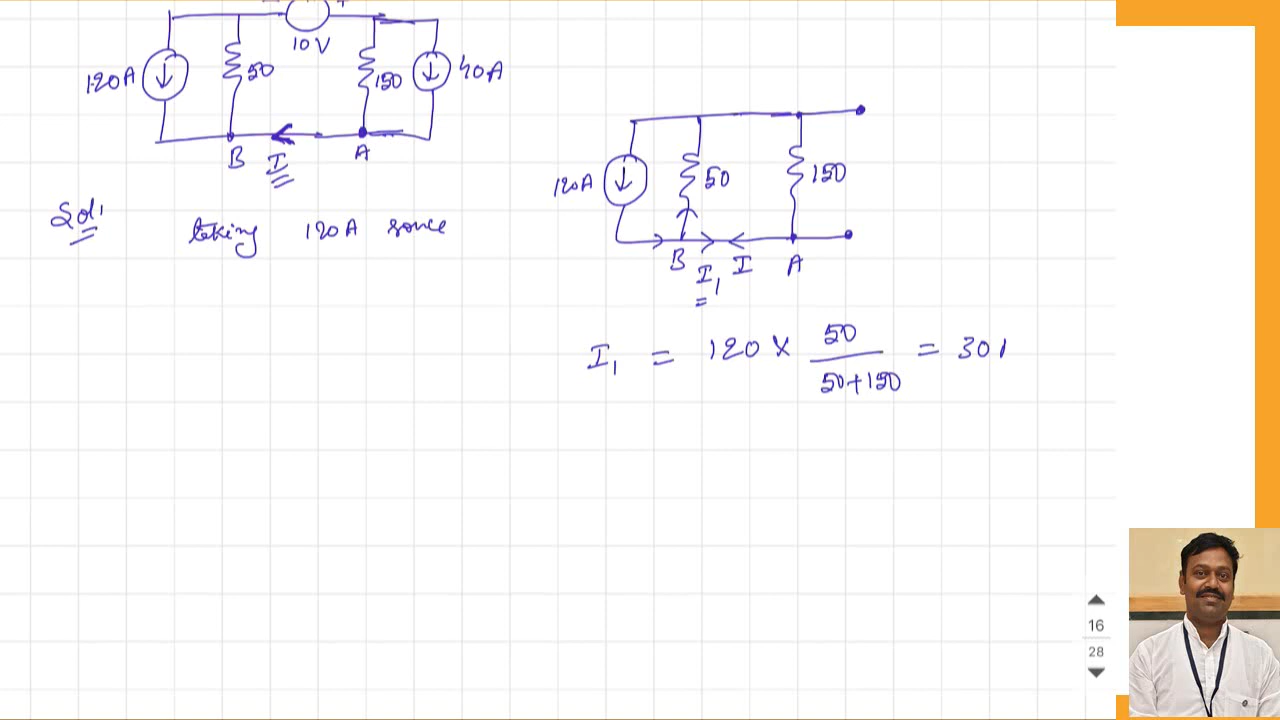 - +
10V
120A 50 150 40A
B I A
Sol,
taking 120A source
120A 50 150
B I₁ I A
I₁ = 120 × 50/(50+150) = 30
16
28